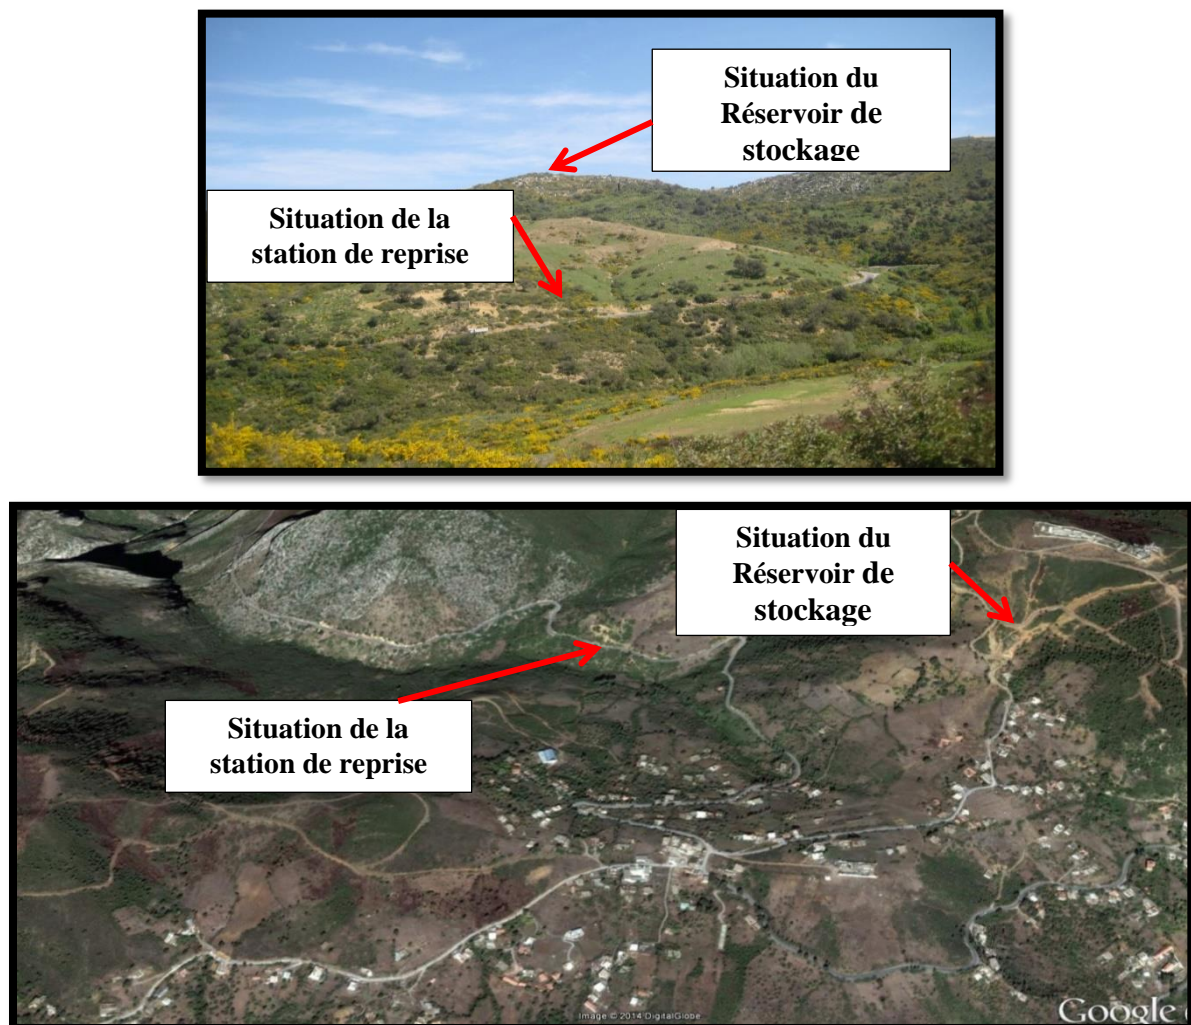 Situation du
Réservoir de
stockage
Situation de la
station de reprise
Situation du
Réservoir de
stockage
Situation de la
station de reprise
Image © 2014 DigitalGlobe
Google